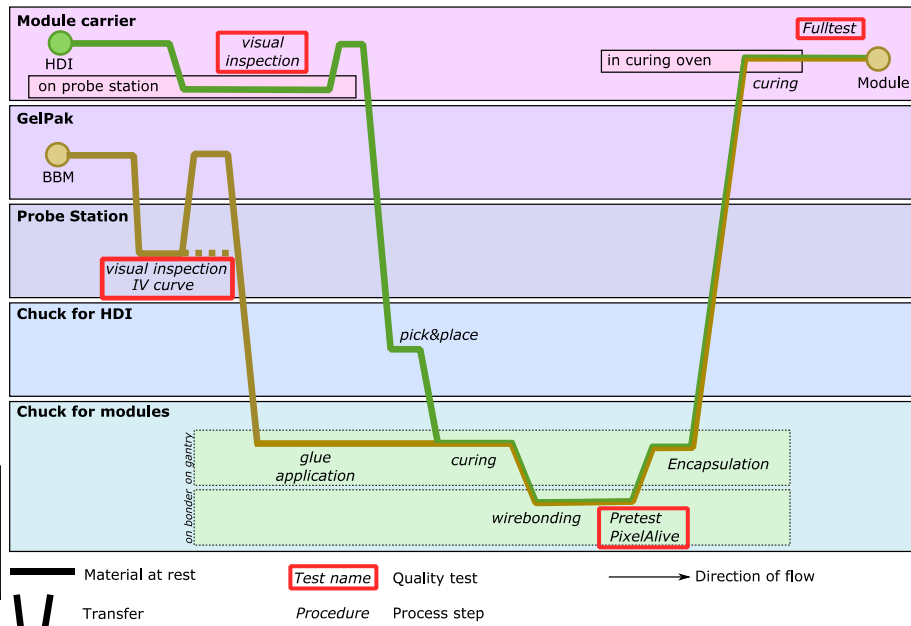 Module carrier
HDI
visual
inspection
on probe station
in curing oven
Fulltest
curing
Module
GelPak
BBM
Probe Station
visual inspection
IV curve
Chuck for HDI
pick&place
Chuck for modules
on gantry
glue
application
curing
Encapsulation
on bonder
wirebonding
Pretest
PixelAlive
Material at rest
Test name
Quality test
Direction of flow
Transfer
Procedure
Process step